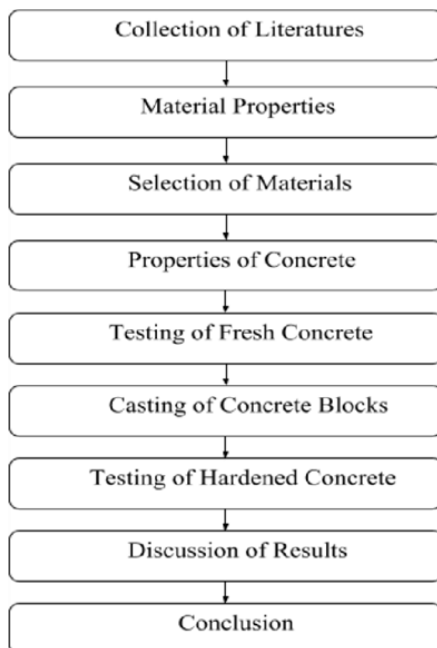 Collection of Literatures
Material Properties
Selection of Materials
Properties of Concrete
Testing of Fresh Concrete
Casting of Concrete Blocks
Testing of Hardened Concrete
Discussion of Results
Conclusion